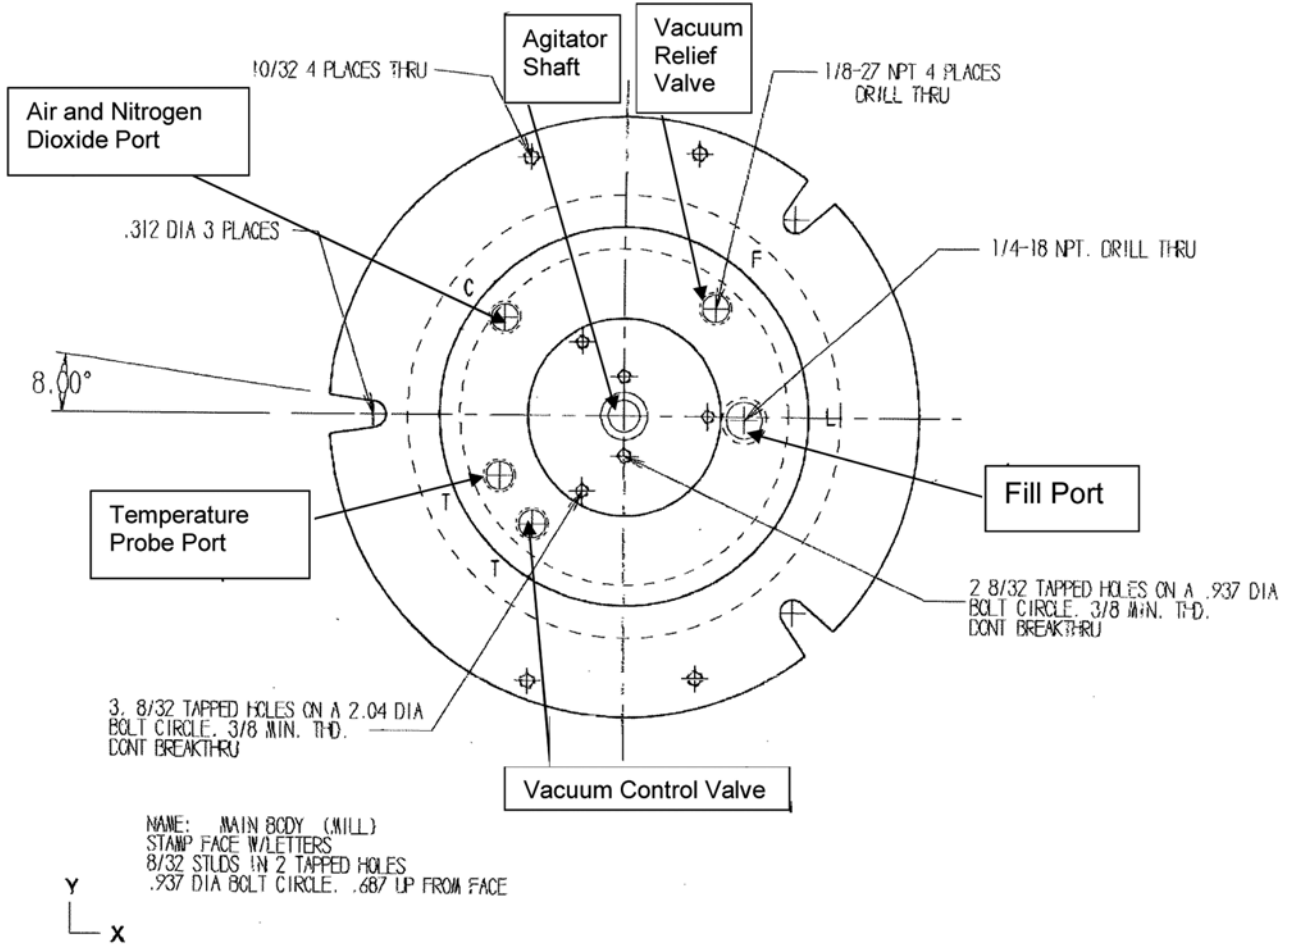 Agitator
Shaft
Vacuum
Relief
Valve
10/32 4 PLACES THRU
1/8-27 NPT 4 PLACES
DRILL THRU
Air and Nitrogen
Dioxide Port
.312 DIA 3 PLACES
1/4-18 NPT. DRILL THRU
F
C
8.00°
L
Fill Port
Temperature
Probe Port
T
T
2 8/32 TAPPED HOLES ON A .937 DIA
BOLT CIRCLE. 3/8 MIN. THD.
DONT BREAKTHRU
3. 8/32 TAPPED HOLES ON A 2.04 DIA
BOLT CIRCLE. 3/8 MIN. THD.
DONT BREAKTHRU
Vacuum Control Valve
NAME: MAIN BODY (MILL)
STAMP FACE W/LETTERS
8/32 STUDS IN 2 TAPPED HOLES
.937 DIA BOLT CIRCLE. .687 UP FROM FACE
Y
X